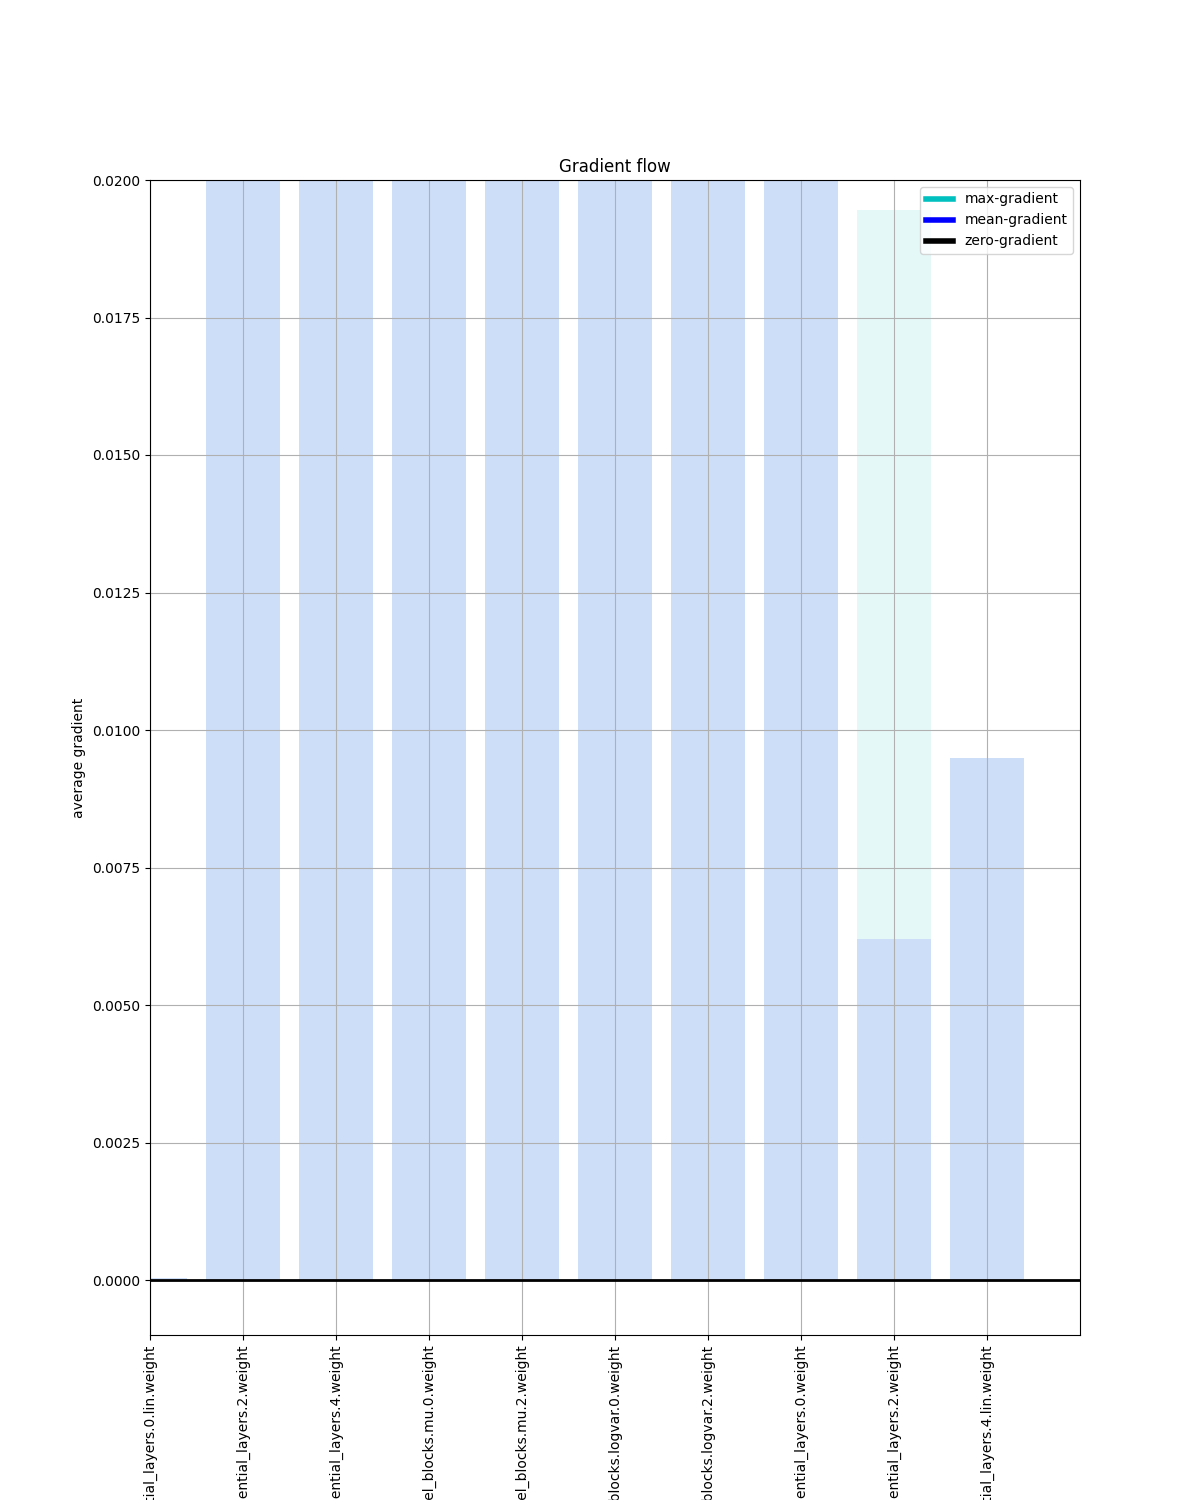 Gradient flow
max-gradient
mean-gradient
zero-gradient
0.0200
0.0175
0.0150
0.0125
0.0100
0.0075
0.0050
0.0025
0.0000
average gradient
tial_layers.0.lin.weight
ential_layers.2.weight
ential_layers.4.weight
el_blocks.mu.0.weight
el_blocks.mu.2.weight
blocks.logvar.0.weight
blocks.logvar.2.weight
ential_layers.0.weight
ential_layers.2.weight
tial_layers.4.lin.weight